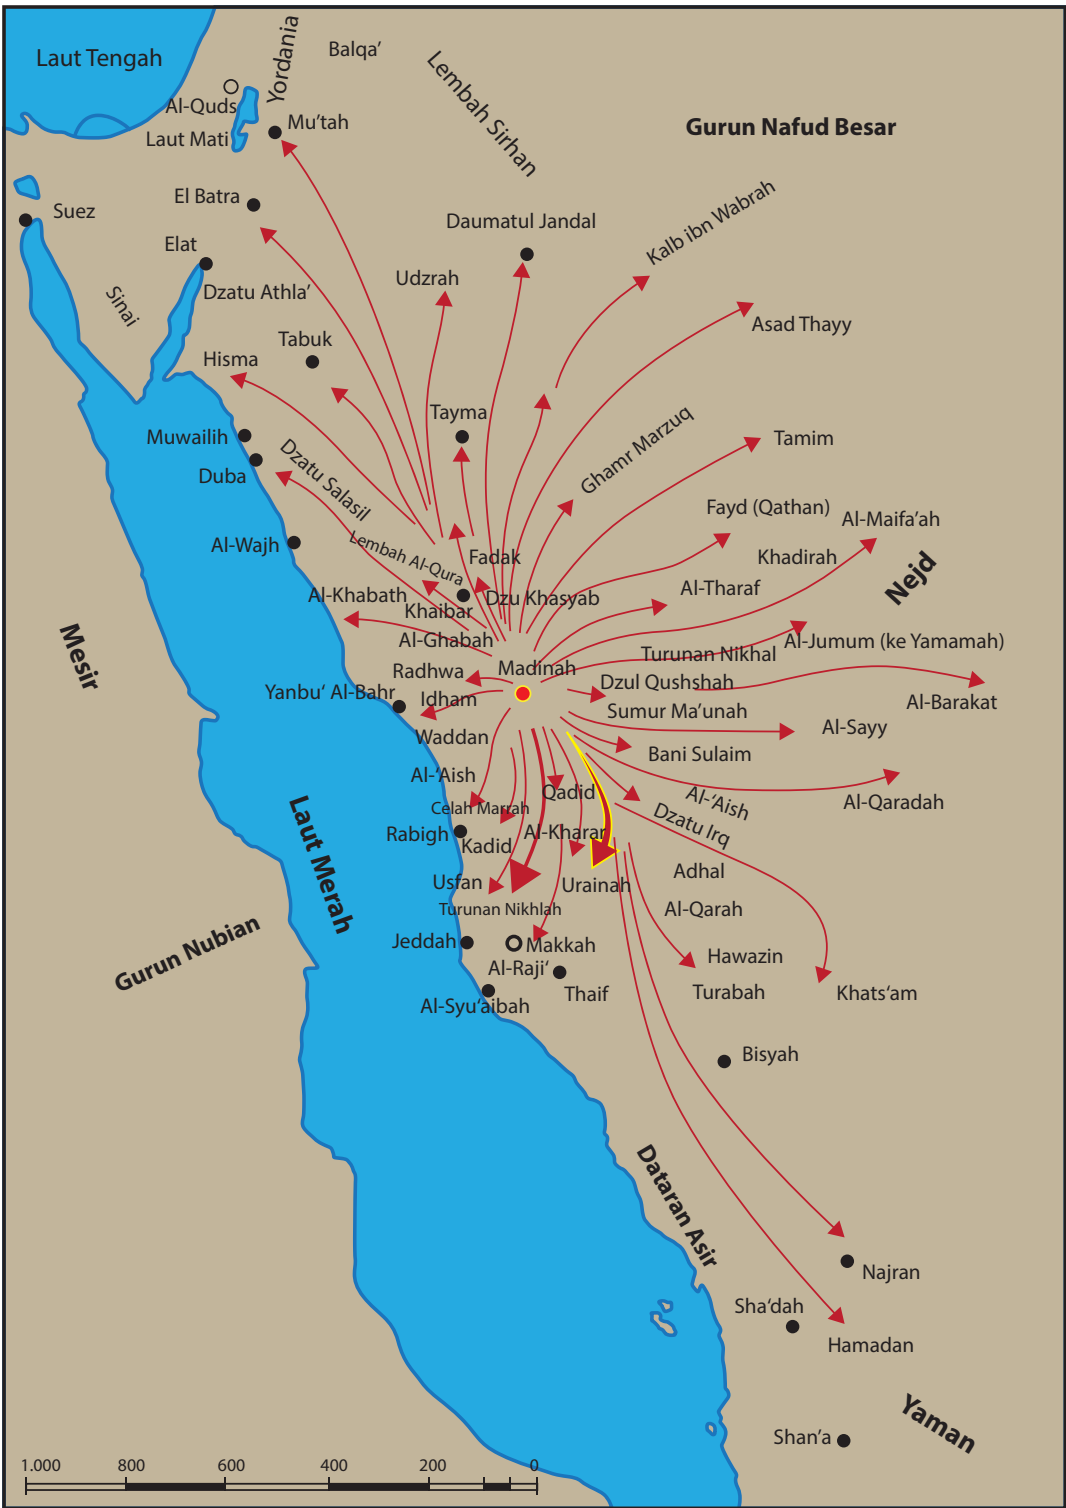 Laut Tengah
Yordania
Balqa’
Lembah Sirhan
Al-Quds
Laut Mati
Mu’tah
Gurun Nafud Besar
El Batra
Suez
Daumatul Jandal
Kalb ibn Wabrah
Elat
Udzrah
Dzatu Athla’
Sinai
Asad Thayy
Tabuk
Hisma
Tayma
Ghamr Marzuq
Tamim
Muwailih
Duba
Dzatu Salasil
Fayd (Qathan)
Al-Maifa’ah
Al-Wajh
Lembah Al-Qura
Fadak
Khadirah
Nejd
Al-Khabath
Khaibar
Dzu Khasyab
Al-Tharaf
Al-Ghabah
Mesir
Radhwa
Madinah
Turunan Nikhal
Al-Jumum (ke Yamamah)
Yanbu‘ Al-Bahr
Idham
Dzul Qushshah
Al-Barakat
Sumur Ma’unah
Al-Sayy
Waddan
Bani Sulaim
Al-‘Aish
Qadid
Al-‘Aish
Al-Qaradah
Celah Marrah
Dzatu Irq
Laut Merah
Rabigh
Kadid
Al-Kharar
Adhal
Usfan
Urainah
Turunan Nikhlah
Al-Qarah
Gurun Nubian
Jeddah
Makkah
Hawazin
Al-Raji‘
Thaif
Turabah
Khats‘am
Al-Syu‘aibah
Bisyah
Dataran Asir
Najran
Sha‘dah
Hamadan
Yaman
Shan’a
1.000 800 600 400 200 0